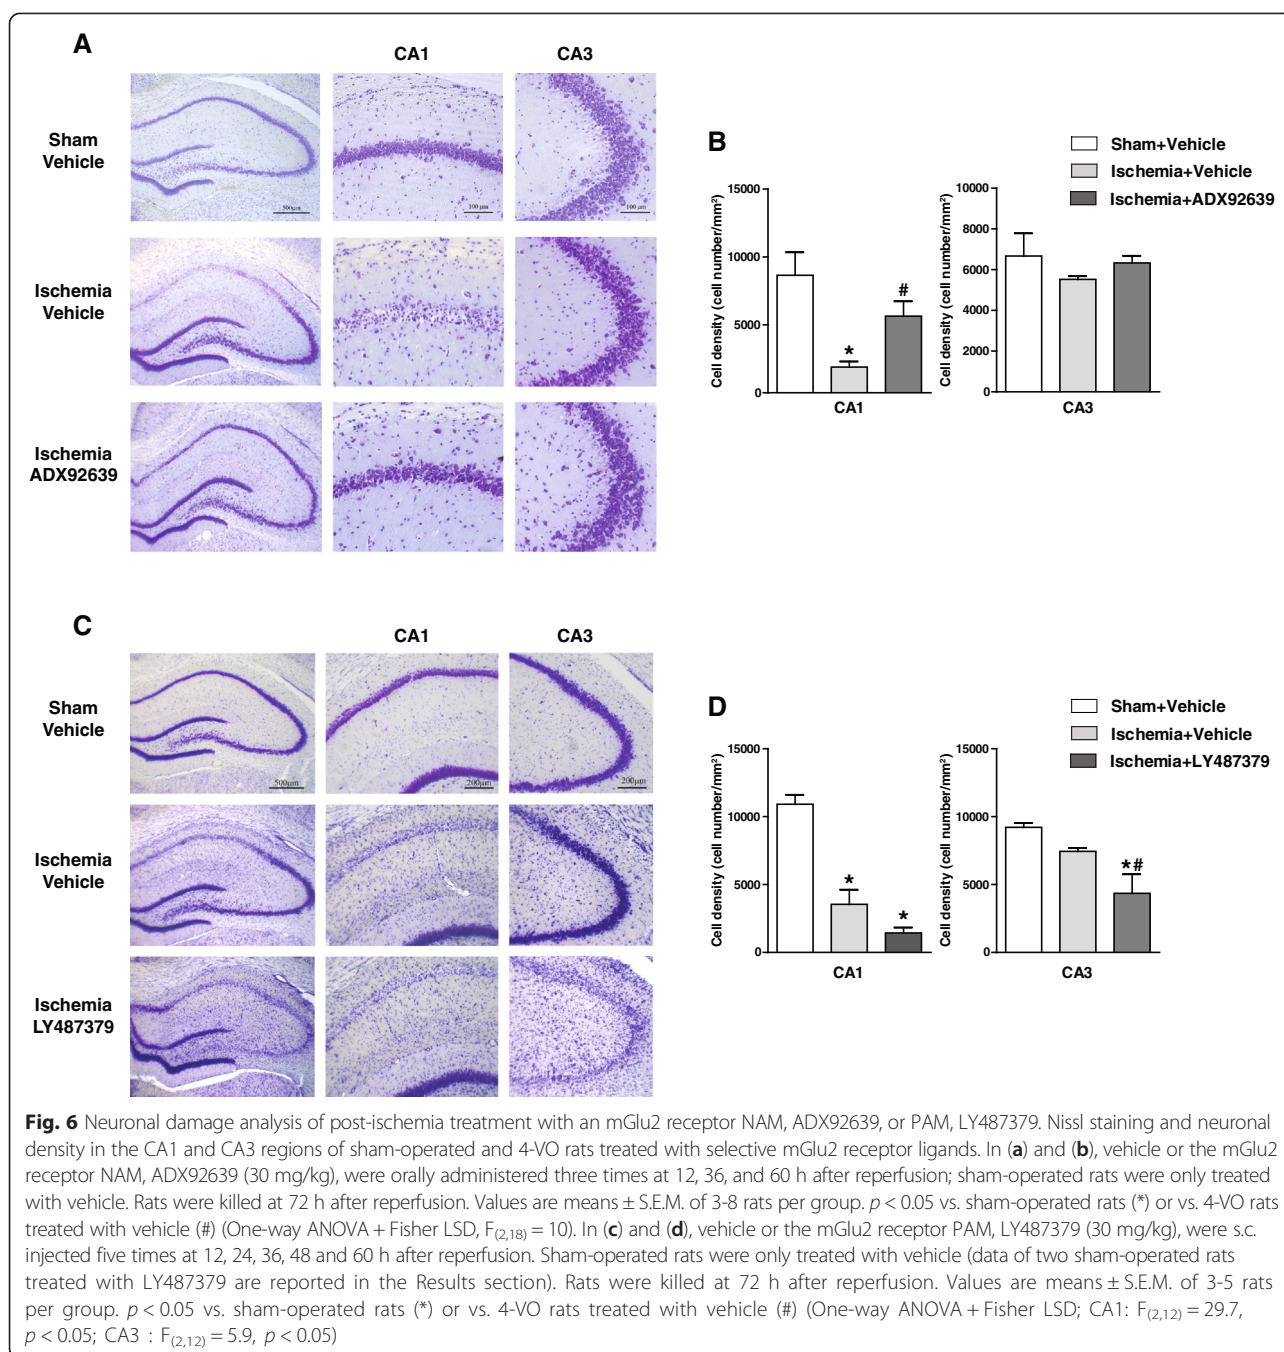 A
CA1
CA3
Sham
Vehicle
500μm
100 μm
100 μm
Ischemia
Vehicle
Ischemia
ADX92639
B
Sham+Vehicle
Ischemia+Vehicle
Ischemia+ADX92639
Cell density (cell number/mm²)
15000
10000
5000
0
#
*
CA1
Cell density (cell number/mm²)
10000
8000
6000
4000
2000
0
CA3
C
CA1
CA3
Sham
Vehicle
500μm
200μm
200μm
Ischemia
Vehicle
Ischemia
LY487379
D
Sham+Vehicle
Ischemia+Vehicle
Ischemia+LY487379
Cell density (cell number/mm²)
15000
10000
5000
0
*
*
CA1
Cell density (cell number/mm²)
15000
10000
5000
0
*#
CA3
Fig. 6 Neuronal damage analysis of post-ischemia treatment with an mGlu2 receptor NAM, ADX92639, or PAM, LY487379. Nissl staining and neuronal
density in the CA1 and CA3 regions of sham-operated and 4-VO rats treated with selective mGlu2 receptor ligands. In (a) and (b), vehicle or the mGlu2
receptor NAM, ADX92639 (30 mg/kg), were orally administered three times at 12, 36, and 60 h after reperfusion; sham-operated rats were only treated
with vehicle. Rats were killed at 72 h after reperfusion. Values are means ± S.E.M. of 3-8 rats per group. p < 0.05 vs. sham-operated rats (*) or vs. 4-VO rats
treated with vehicle (#) (One-way ANOVA + Fisher LSD, F(2,18) = 10). In (c) and (d), vehicle or the mGlu2 receptor PAM, LY487379 (30 mg/kg), were s.c.
injected five times at 12, 24, 36, 48 and 60 h after reperfusion. Sham-operated rats were only treated with vehicle (data of two sham-operated rats
treated with LY487379 are reported in the Results section). Rats were killed at 72 h after reperfusion. Values are means ± S.E.M. of 3-5 rats
per group. p < 0.05 vs. sham-operated rats (*) or vs. 4-VO rats treated with vehicle (#) (One-way ANOVA + Fisher LSD; CA1: F(2,12) = 29.7,
p < 0.05; CA3 : F(2,12) = 5.9, p < 0.05)